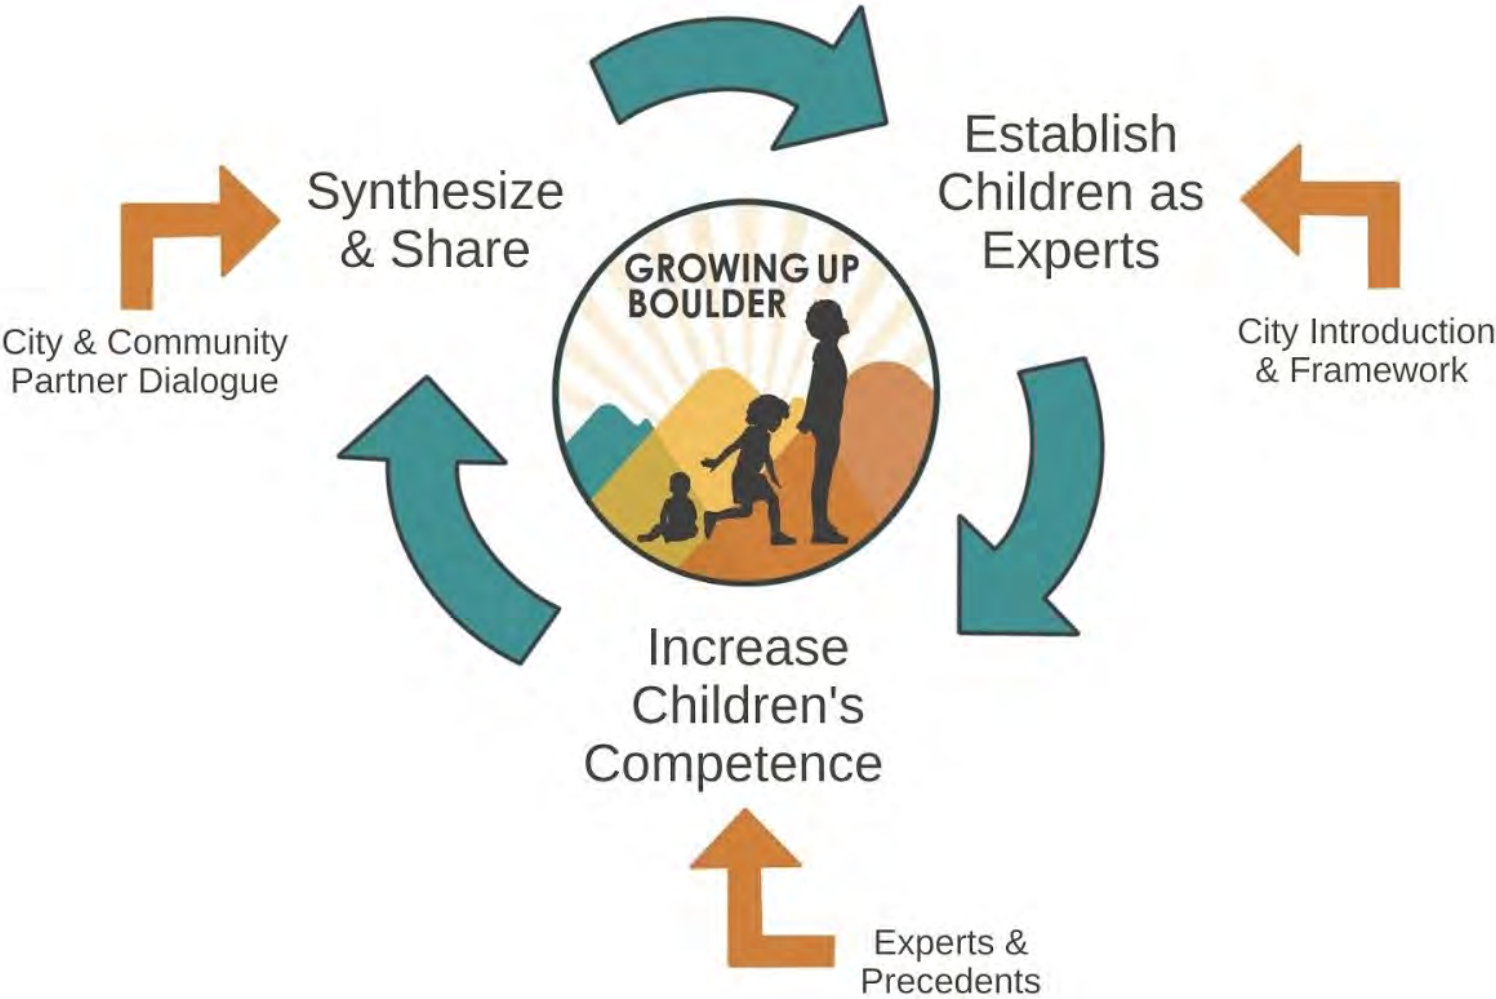 Synthesize
& Share
Establish
Children as
Experts
GROWING UP
BOULDER
City & Community
Partner Dialogue
City Introduction
& Framework
Increase
Children's
Competence
Experts &
Precedents